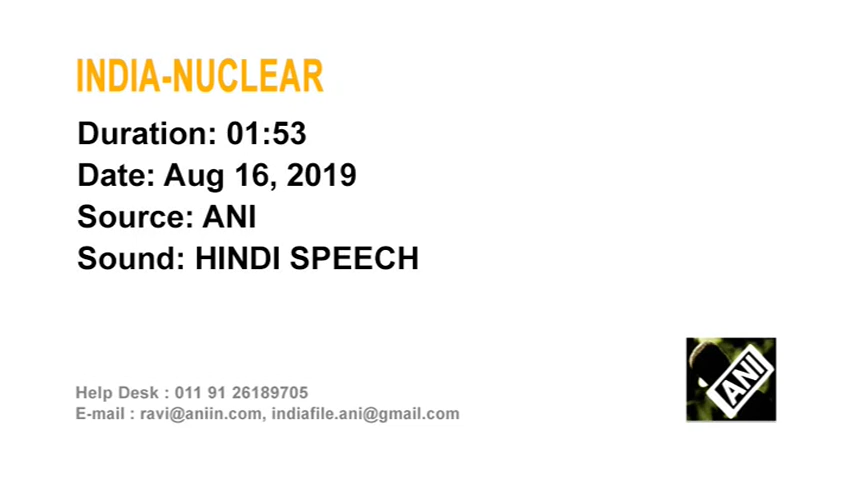 INDIA-NUCLEAR
Duration: 01:53
Date: Aug 16, 2019
Source: ANI
Sound: HINDI SPEECH
Help Desk : 011 91 26189705
E-mail : ravi@aniin.com, indiafile.ani@gmail.com
ANI